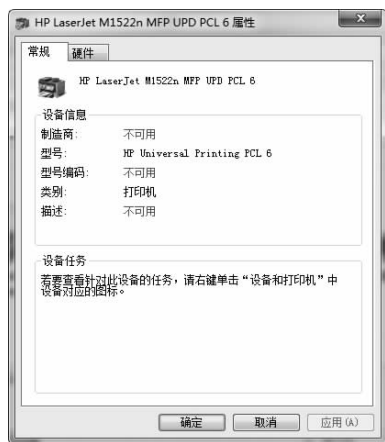 HP LaserJet M1522n MFP UPD PCL 6 属性
常规 硬件
HP LaserJet M1522n MFP UPD PCL 6
设备信息
制造商: 不可用
型号: HP Universal Printing PCL 6
型号编码: 不可用
类别: 打印机
描述: 不可用
设备任务
若要查看针对此设备的任务，请右键单击“设备和打印机”中
设备对应的图标。
确定 取消 应用(A)